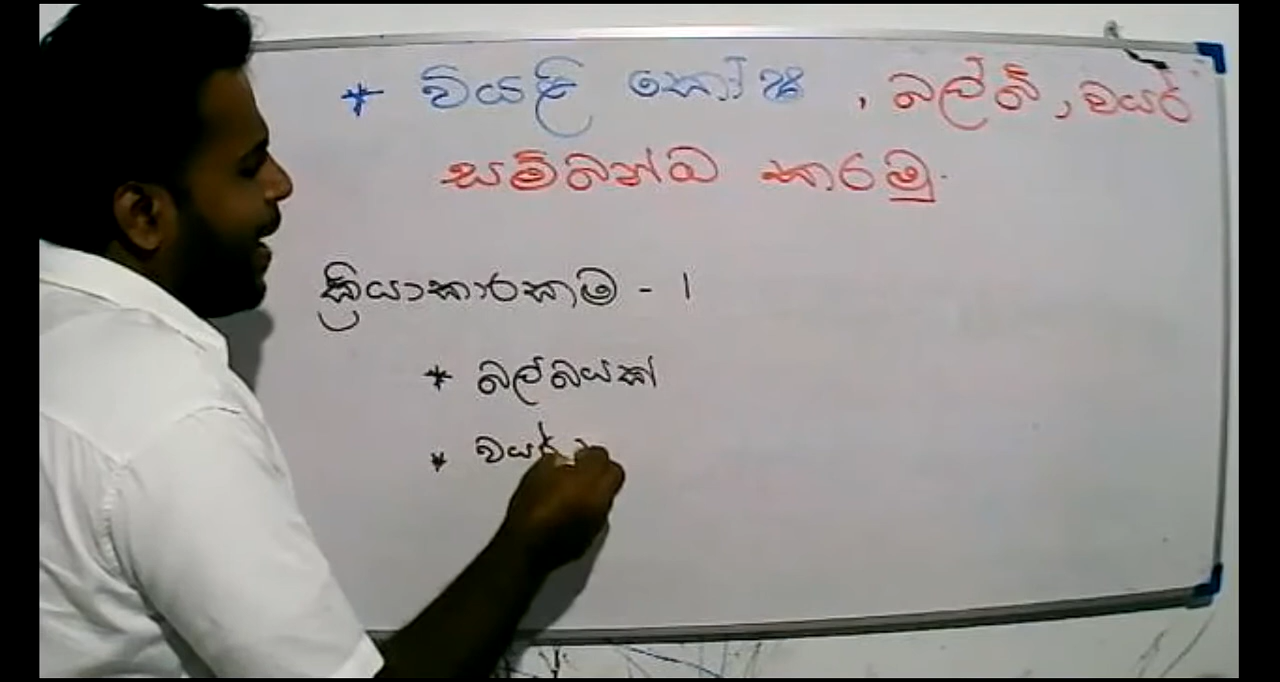 * වියළි කෝෂ , බල්බ් , වයර්
සම්බන්ධ කරමු.
ක්‍රියාකාරකම - 1
* බල්බයක්
* වයර්